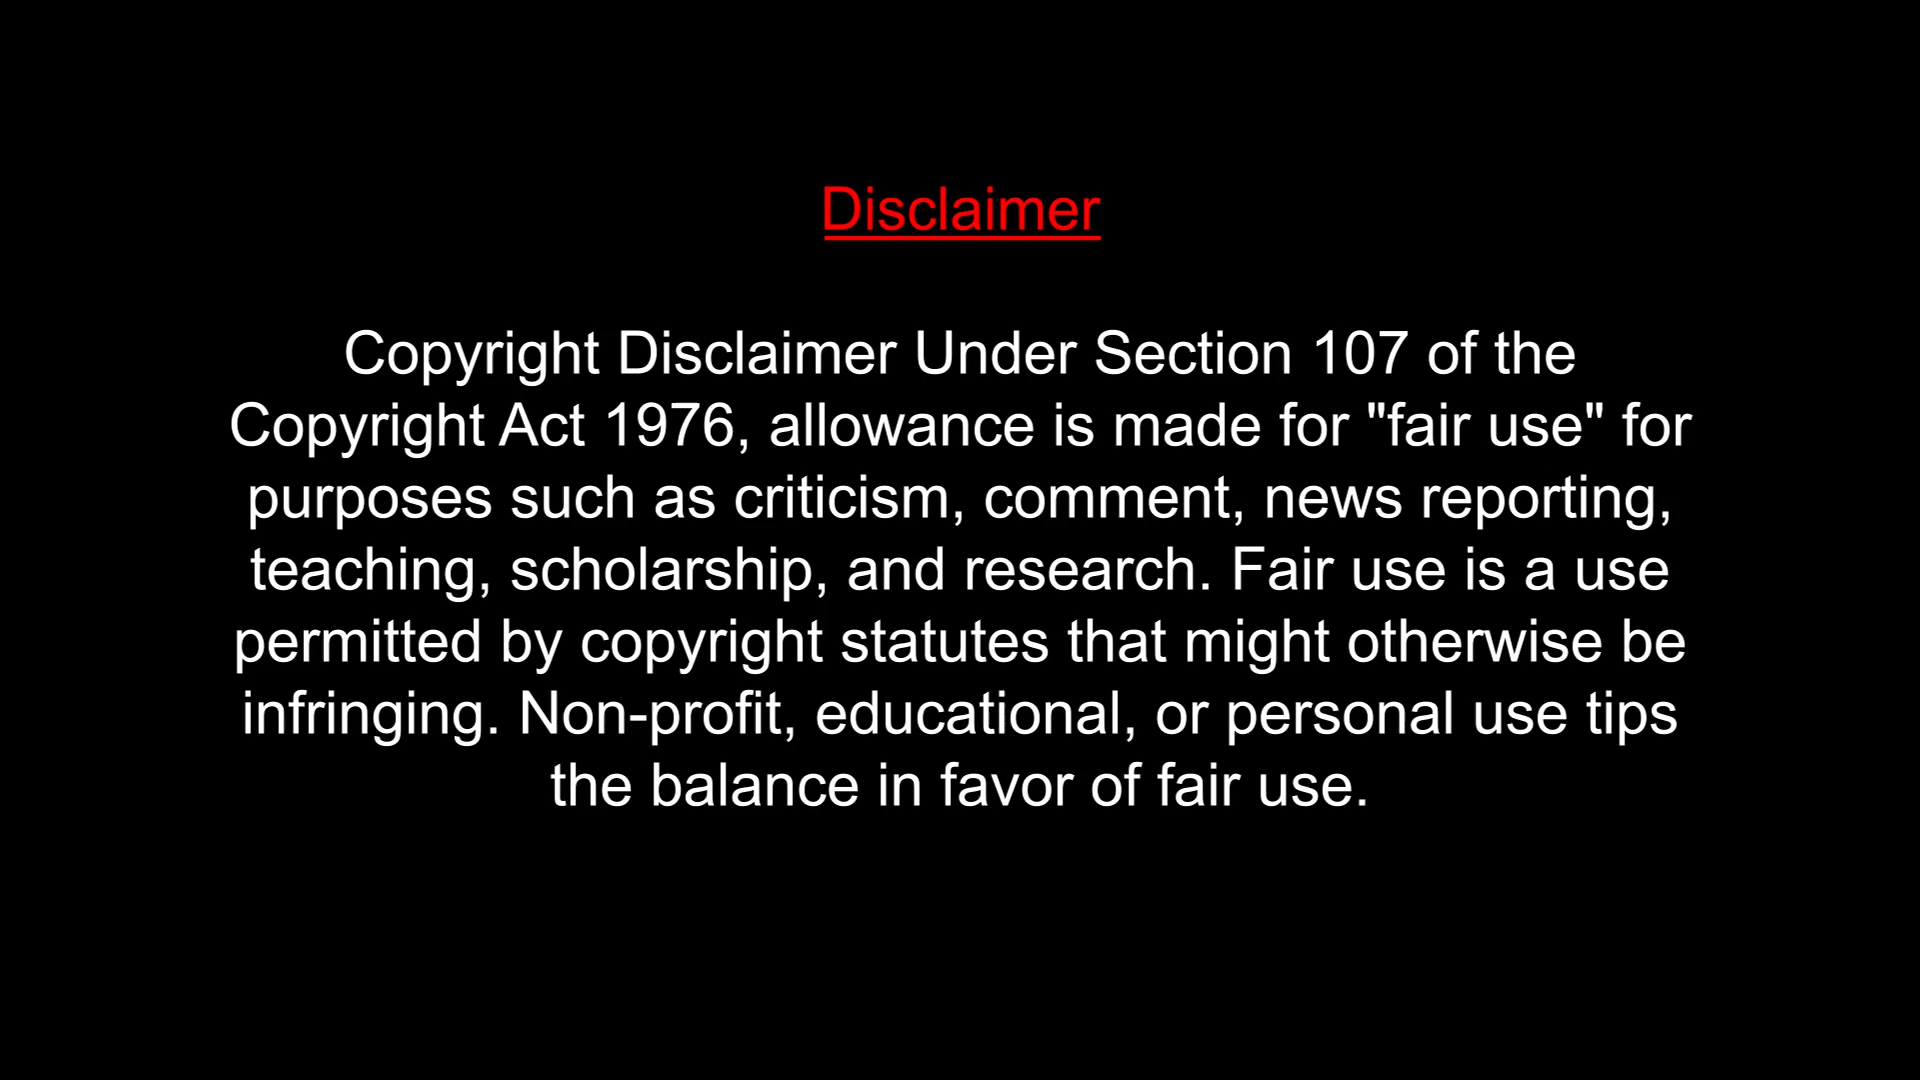 Disclaimer
Copyright Disclaimer Under Section 107 of the
Copyright Act 1976, allowance is made for "fair use" for
purposes such as criticism, comment, news reporting,
teaching, scholarship, and research. Fair use is a use
permitted by copyright statutes that might otherwise be
infringing. Non-profit, educational, or personal use tips
the balance in favor of fair use.